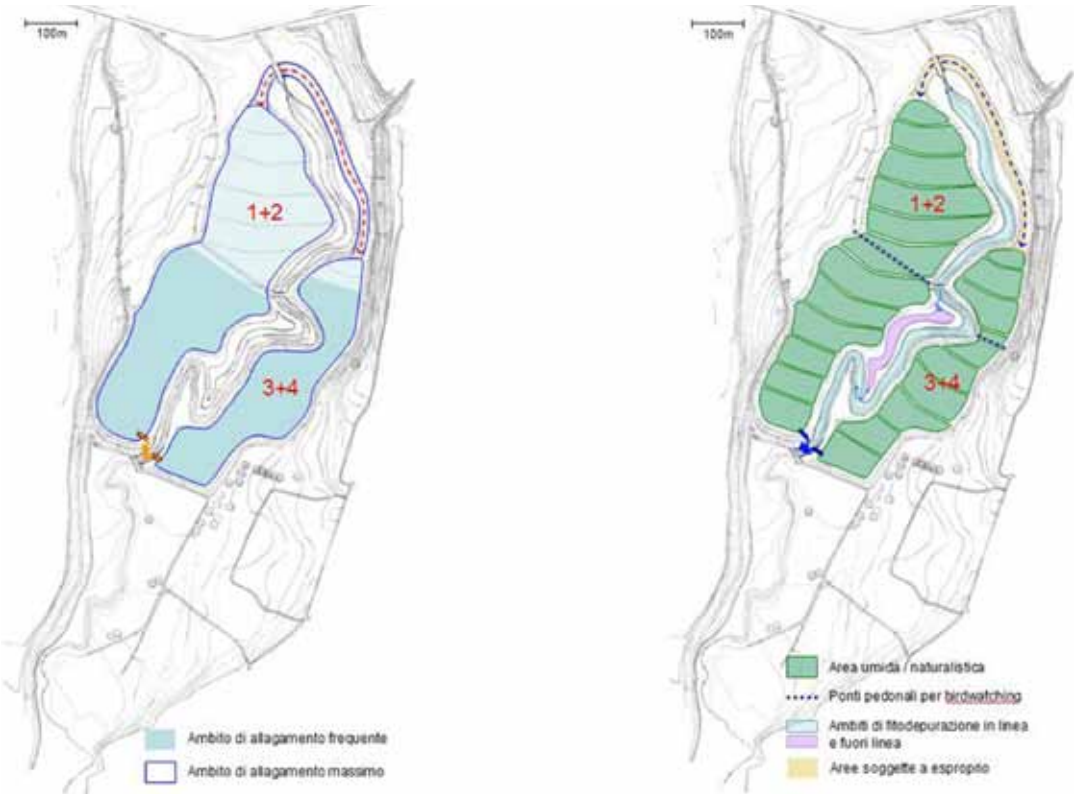 100m
1+2
3+4
Ambito di allagamento frequente
Ambito di allagamento massimo
100m
1+2
3+4
Area umida / naturalistica
Ponti pedonali per birdwatching
Ambiti di fitodepurazione in linea
e fuori linea
Aree soggette a esproprio